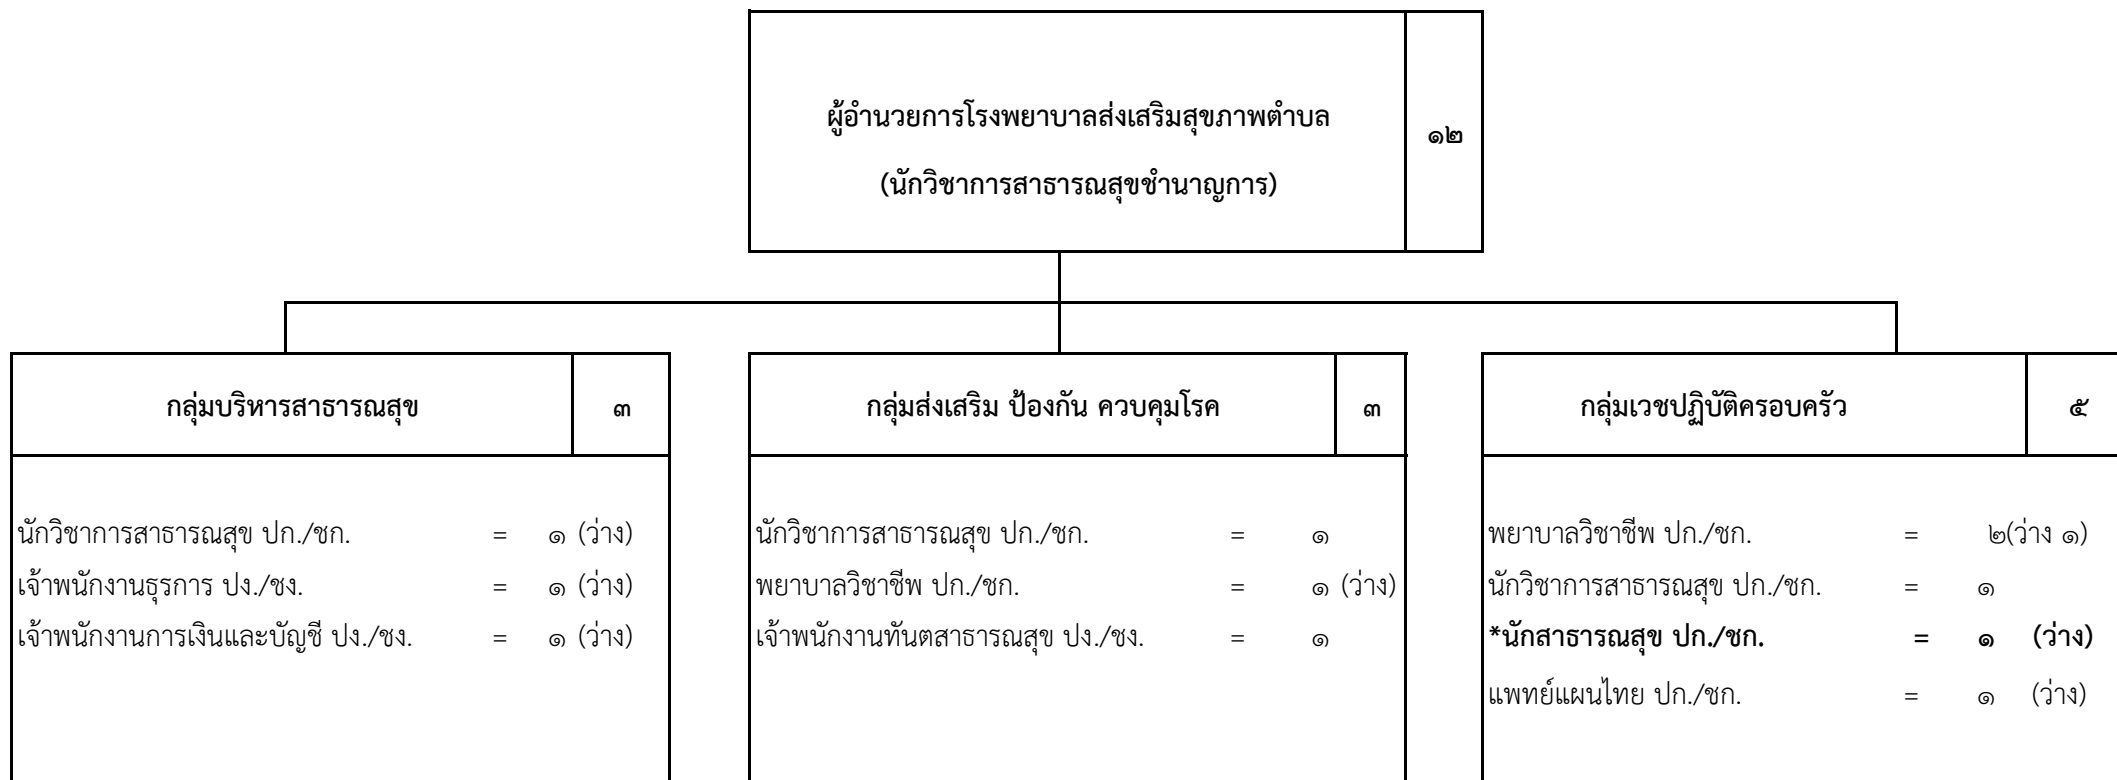 ผู้อำนวยการโรงพยาบาลส่งเสริมสุขภาพตำบล
(นักวิชาการสาธารณสุขชำนาญการ)
๑๒
กลุ่มบริหารสาธารณสุข ๓
นักวิชาการสาธารณสุข ปก./ชก. = ๑ (ว่าง)
เจ้าพนักงานธุรการ ปง./ชง. = ๑ (ว่าง)
เจ้าพนักงานการเงินและบัญชี ปง./ชง. = ๑ (ว่าง)
กลุ่มส่งเสริม ป้องกัน ควบคุมโรค ๓
นักวิชาการสาธารณสุข ปก./ชก. = ๑
พยาบาลวิชาชีพ ปก./ชก. = ๑ (ว่าง)
เจ้าพนักงานทันตสาธารณสุข ปง./ชง. = ๑
กลุ่มเวชปฏิบัติครอบครัว ๕
พยาบาลวิชาชีพ ปก./ชก. = ๒(ว่าง ๑)
นักวิชาการสาธารณสุข ปก./ชก. = ๑
*นักสาธารณสุข ปก./ชก. = ๑ (ว่าง)
แพทย์แผนไทย ปก./ชก. = ๑ (ว่าง)